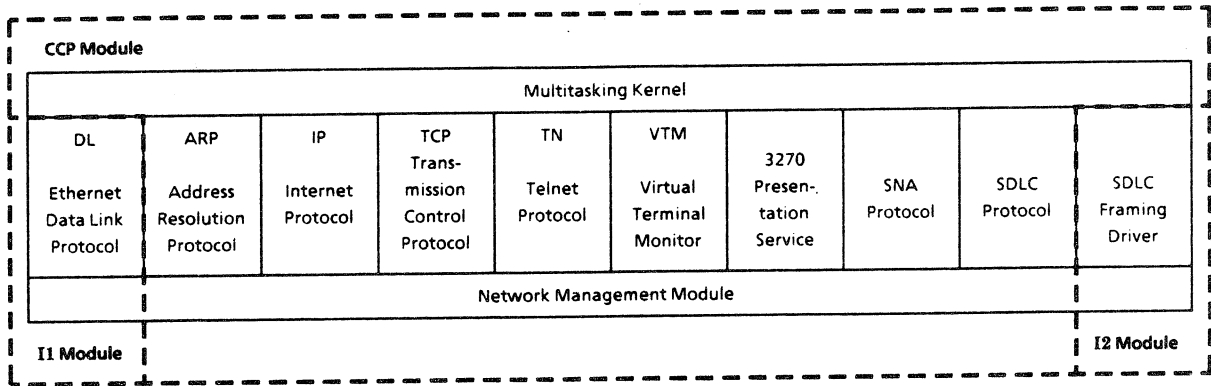 CCP Module
Multitasking Kernel
DL
Ethernet
Data Link
Protocol
ARP
Address
Resolution
Protocol
IP
Internet
Protocol
TCP
Trans-
mission
Control
Protocol
TN
Telnet
Protocol
VTM
Virtual
Terminal
Monitor
3270
Presen-
tation
Service
SNA
Protocol
SDLC
Protocol
SDLC
Framing
Driver
Network Management Module
I1 Module
I2 Module